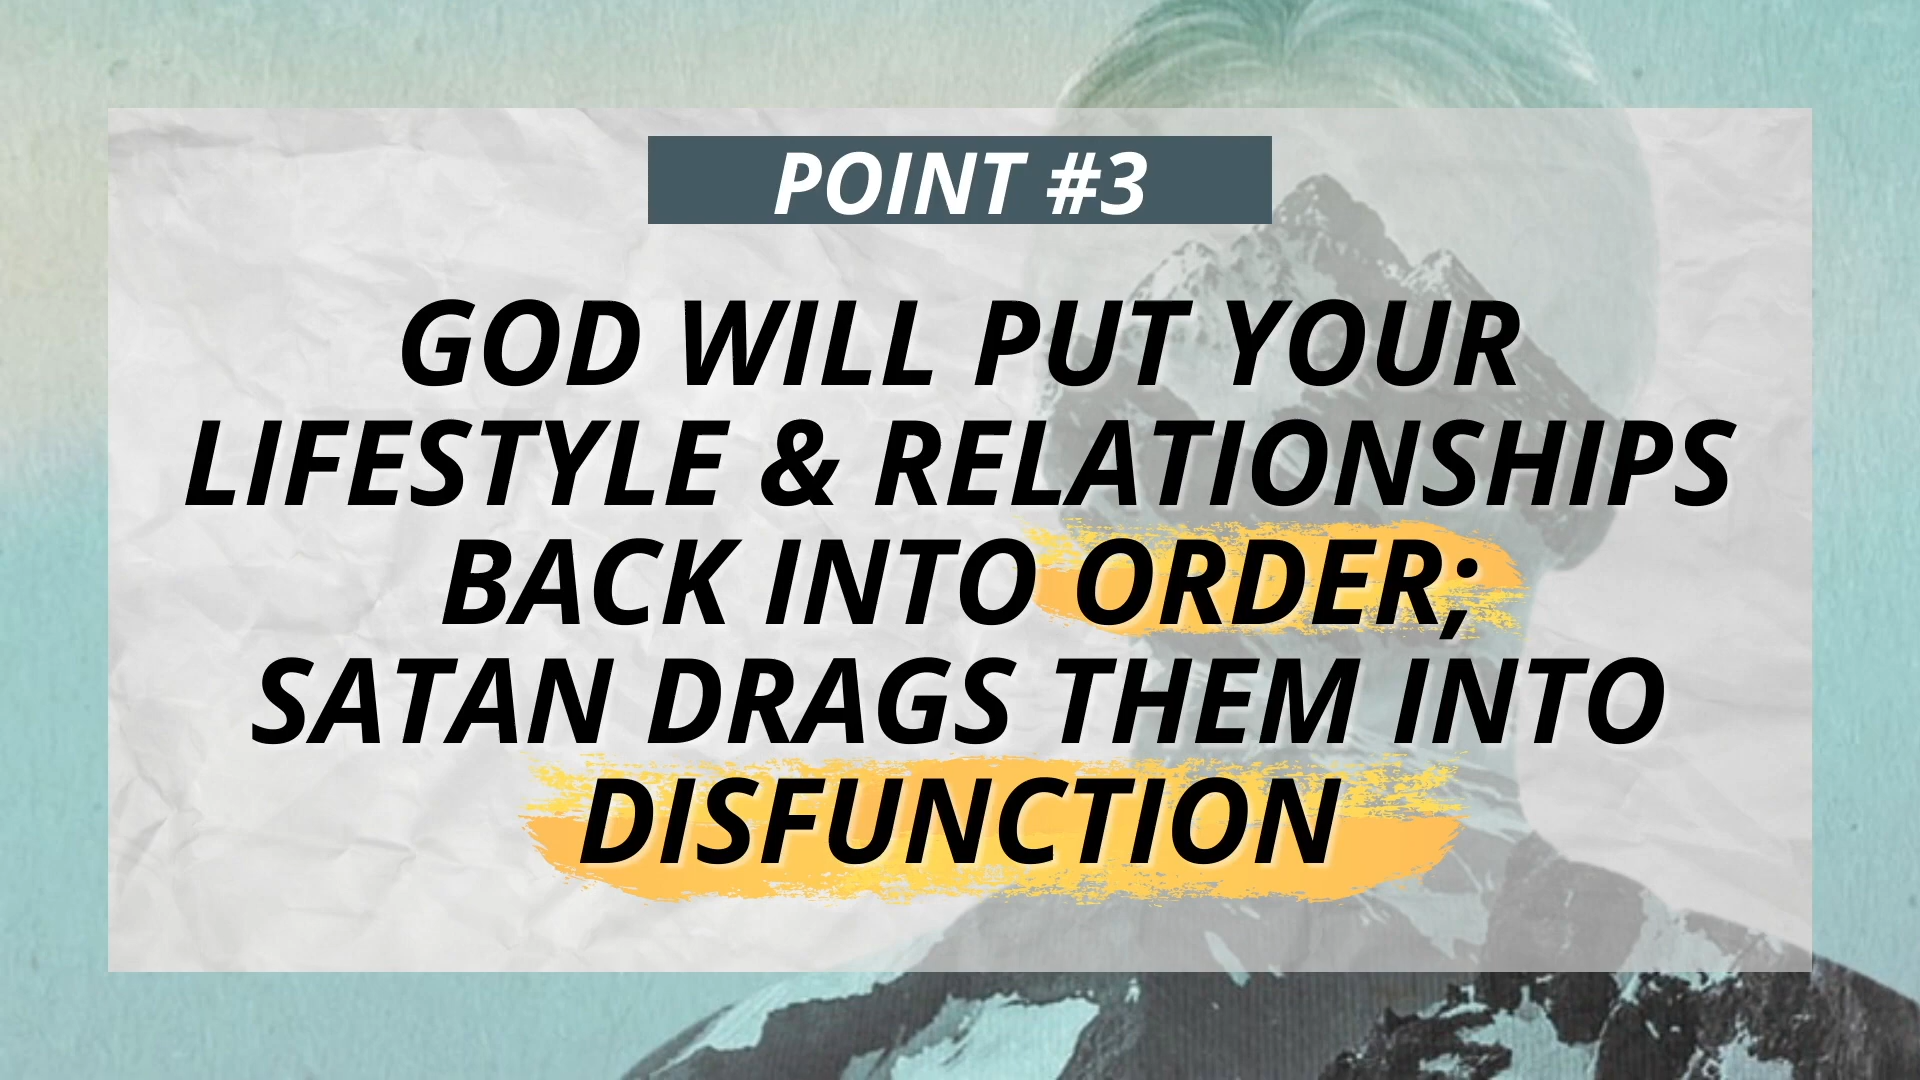 POINT #3
GOD WILL PUT YOUR
LIFESTYLE & RELATIONSHIPS
BACK INTO ORDER;
SATAN DRAGS THEM INTO
DISFUNCTION